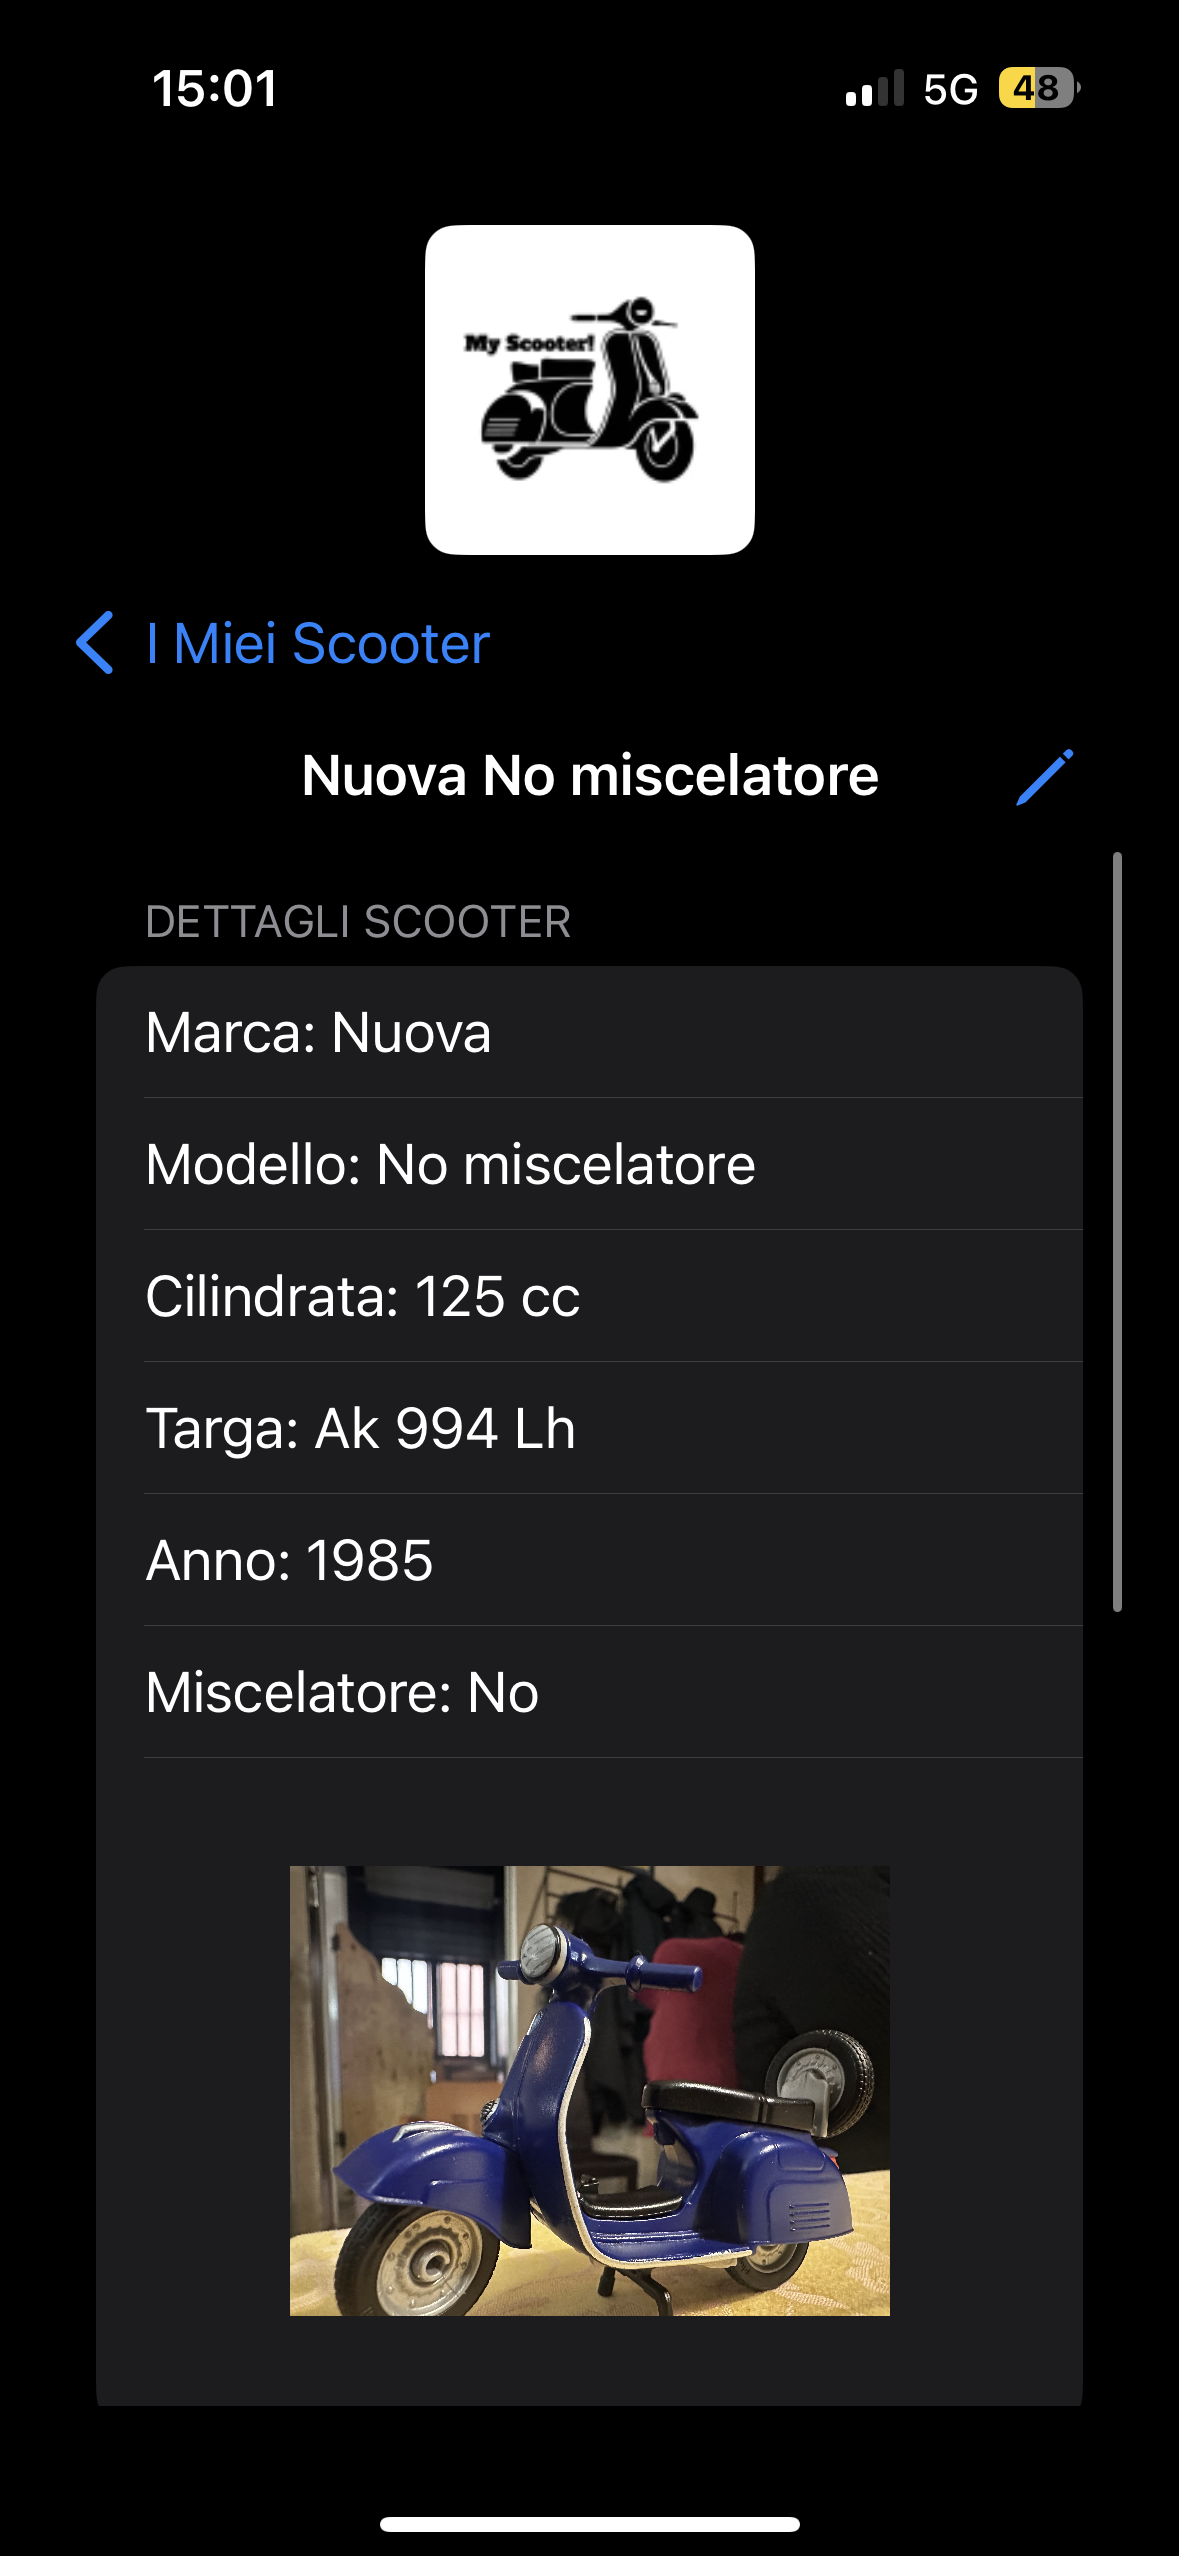 15:01
5G 48
My Scooter!
I Miei Scooter
Nuova No miscelatore
DETTAGLI SCOOTER
Marca: Nuova
Modello: No miscelatore
Cilindrata: 125 cc
Targa: Ak 994 Lh
Anno: 1985
Miscelatore: No